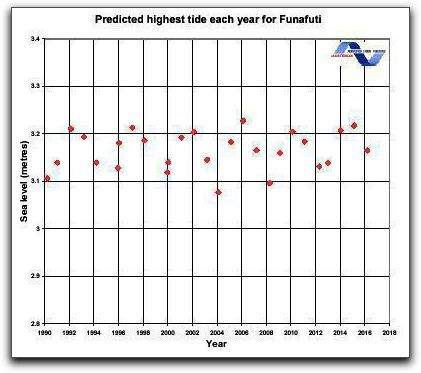 Predicted highest tide each year for Funafuti
3.4
3.3
3.2
3.1
3
2.9
2.8
Sea level (metres)
1990 1992 1994 1996 1998 2000 2002 2004 2006 2008 2010 2012 2014 2016 2018
Year